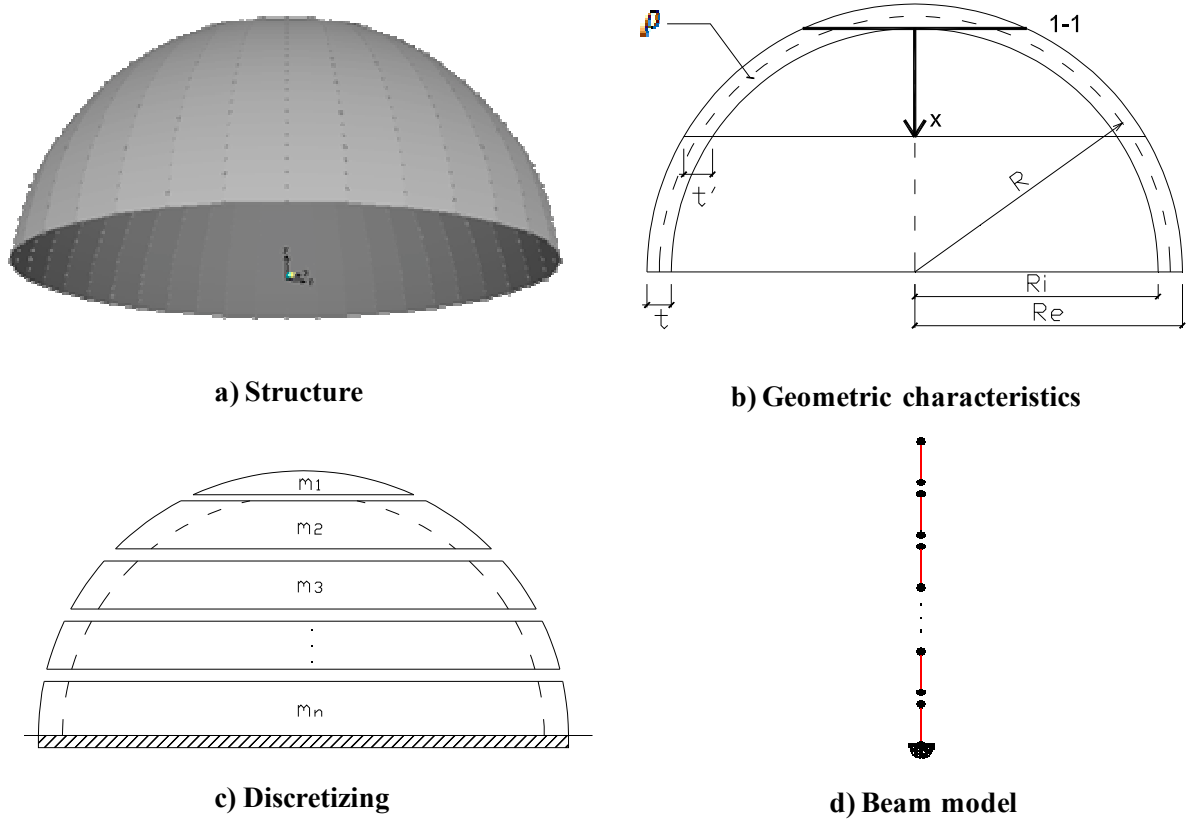 ρ
1-1
x
t'
R
Ri
t
Re
a) Structure
b) Geometric characteristics
m1
m2
m3
mn
c) Discretizing
d) Beam model